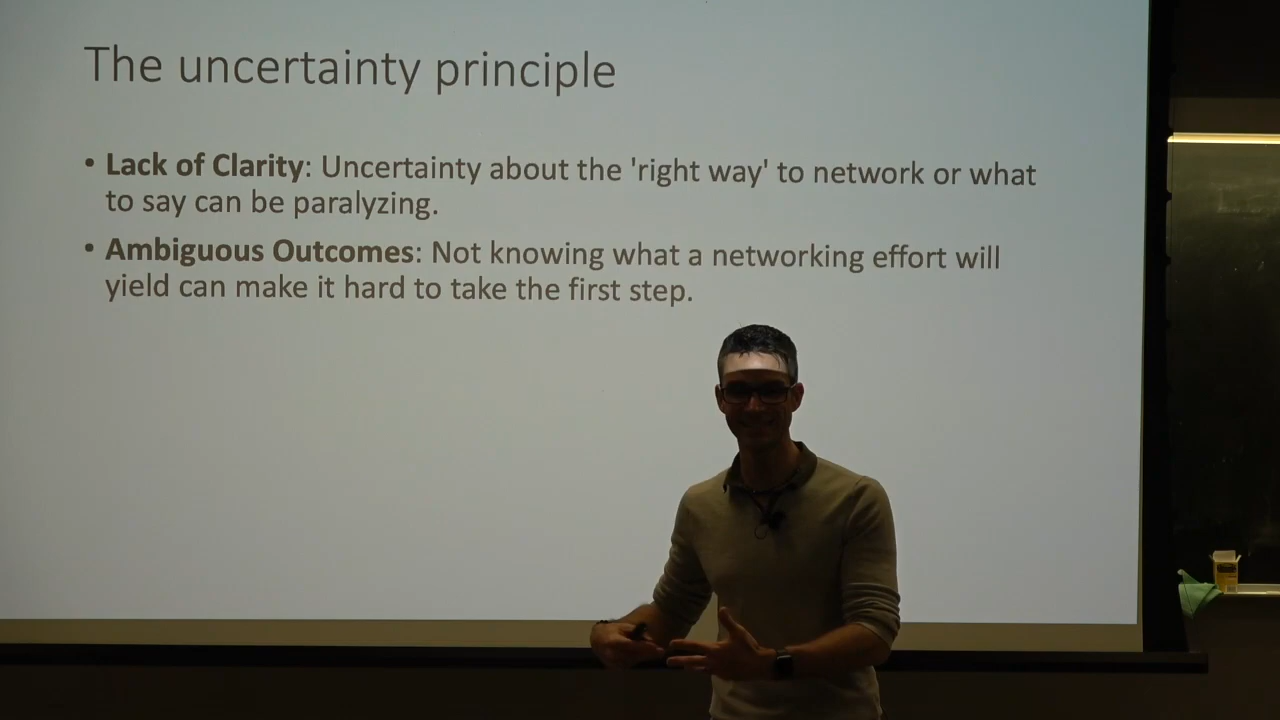 The uncertainty principle
• Lack of Clarity: Uncertainty about the 'right way' to network or what
to say can be paralyzing.
• Ambiguous Outcomes: Not knowing what a networking effort will
yield can make it hard to take the first step.